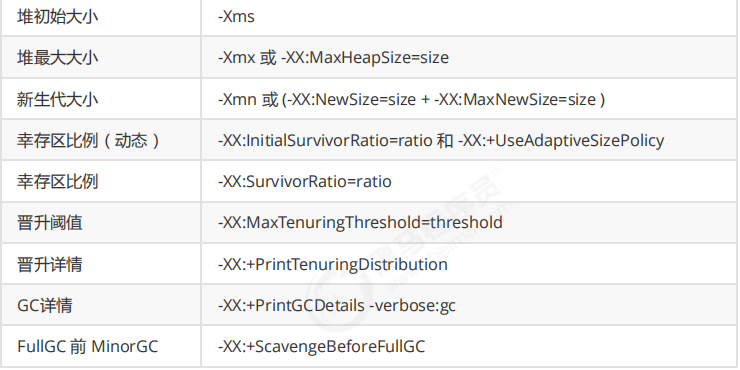 堆初始大小 -Xms
堆最大大小 -Xmx 或 -XX:MaxHeapSize=size
新生代大小 -Xmn 或 (-XX:NewSize=size + -XX:MaxNewSize=size )
幸存区比例（动态） -XX:InitialSurvivorRatio=ratio 和 -XX:+UseAdaptiveSizePolicy
幸存区比例 -XX:SurvivorRatio=ratio
晋升阈值 -XX:MaxTenuringThreshold=threshold
晋升详情 -XX:+PrintTenuringDistribution
GC详情 -XX:+PrintGCDetails -verbose:gc
FullGC 前 MinorGC -XX:+ScavengeBeforeFullGC